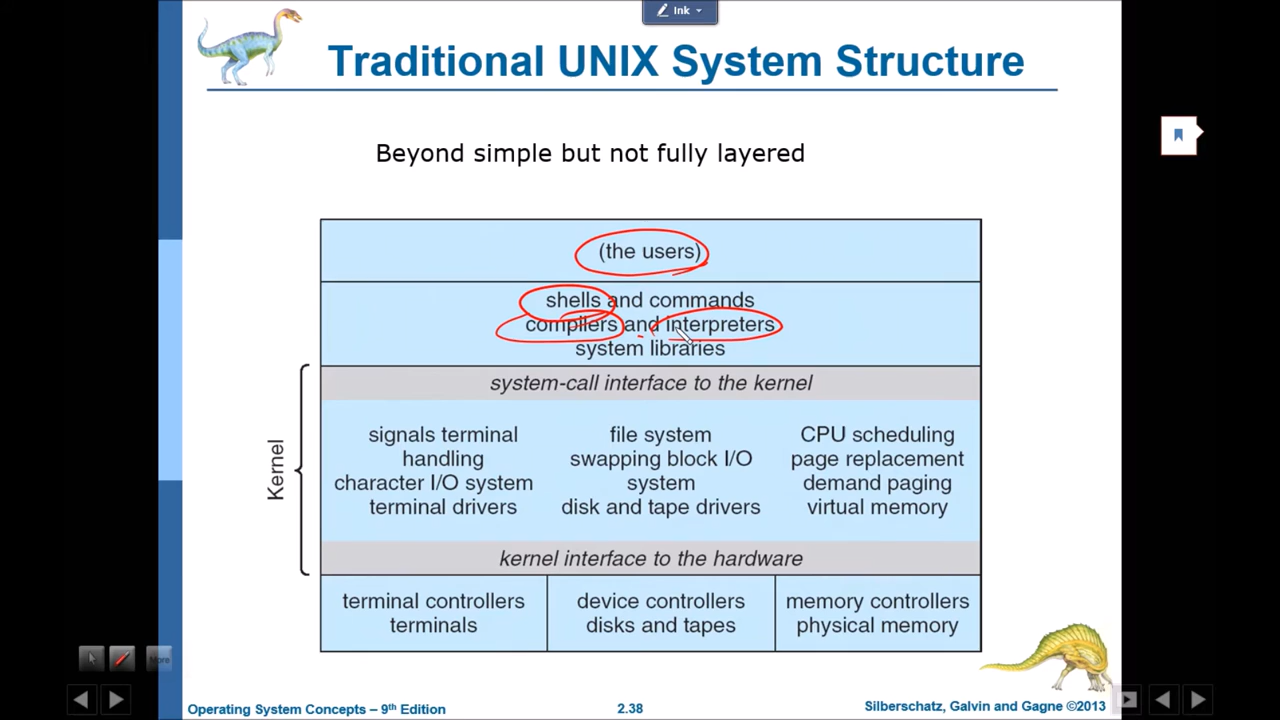 Ink
Traditional UNIX System Structure
Beyond simple but not fully layered
(the users)
shells and commands
compilers and interpreters
system libraries
system-call interface to the kernel
Kernel
signals terminal
handling
character I/O system
terminal drivers
file system
swapping block I/O
system
disk and tape drivers
CPU scheduling
page replacement
demand paging
virtual memory
kernel interface to the hardware
terminal controllers
terminals
device controllers
disks and tapes
memory controllers
physical memory
More
Operating System Concepts – 9th Edition
2.38
Silberschatz, Galvin and Gagne ©2013